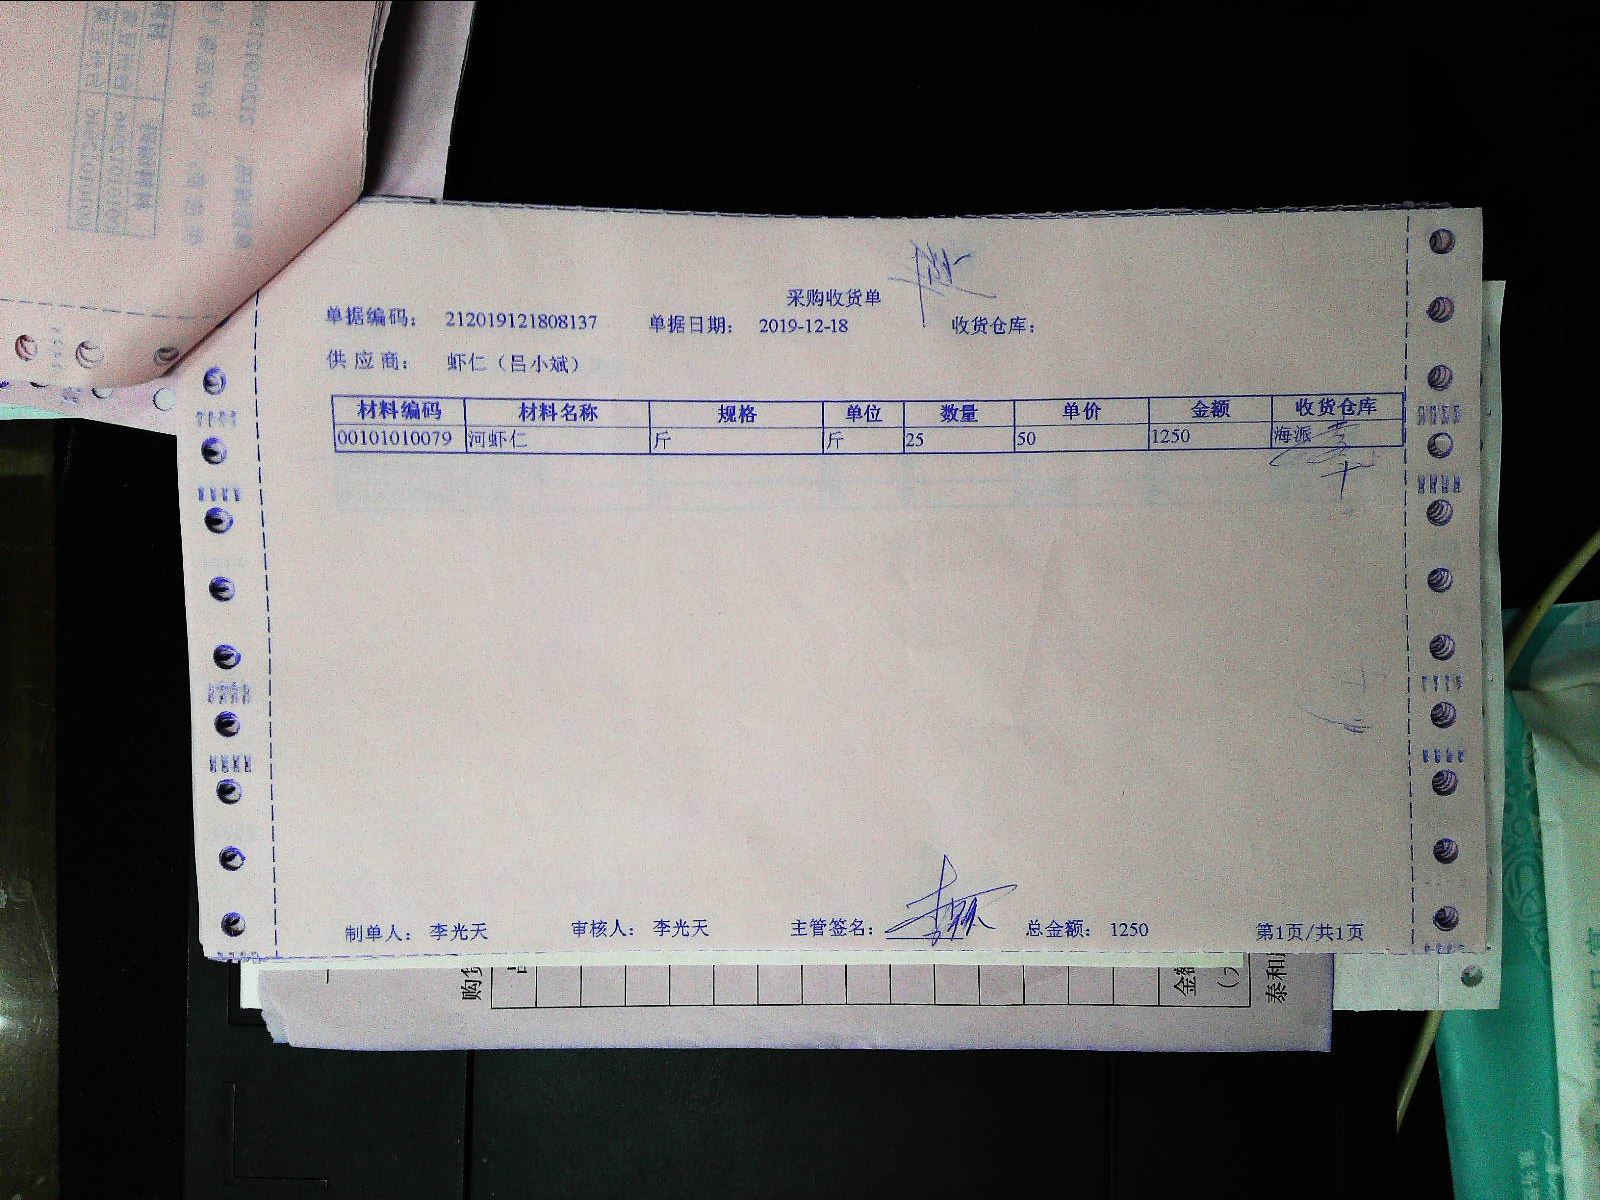 采购收货单
单据编码： 212019121808137 单据日期： 2019-12-18 收货仓库：
供 应 商： 虾仁（吕小斌）
材料编码 材料名称 规格 单位 数量 单价 金额 收货仓库
00101010079 河虾仁 斤 斤 25 50 1250 海派
制单人： 李光天 审核人： 李光天 主管签名： 总金额： 1250 第1页/共1页
购
金
泰和